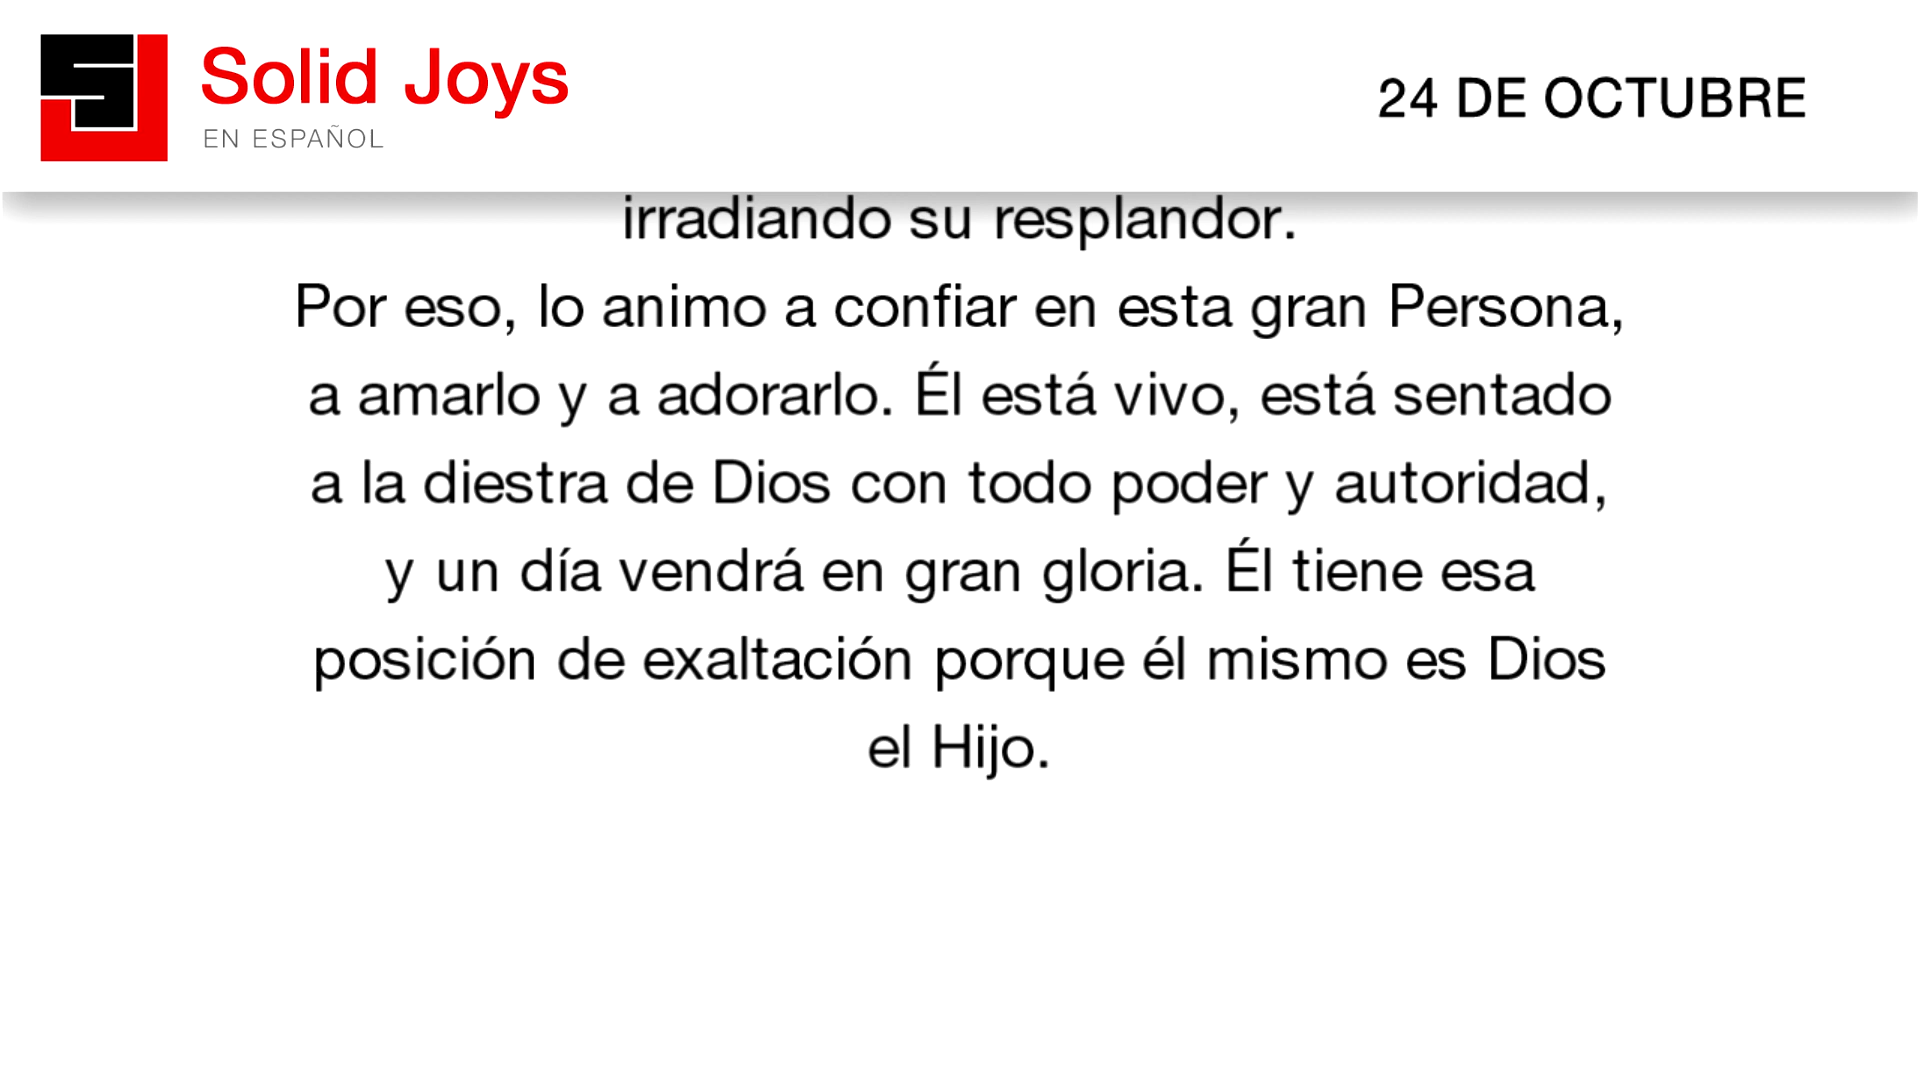 Solid Joys
EN ESPAÑOL
24 DE OCTUBRE
irradiando su resplandor.
Por eso, lo animo a confiar en esta gran Persona,
a amarlo y a adorarlo. Él está vivo, está sentado
a la diestra de Dios con todo poder y autoridad,
y un día vendrá en gran gloria. Él tiene esa
posición de exaltación porque él mismo es Dios
el Hijo.